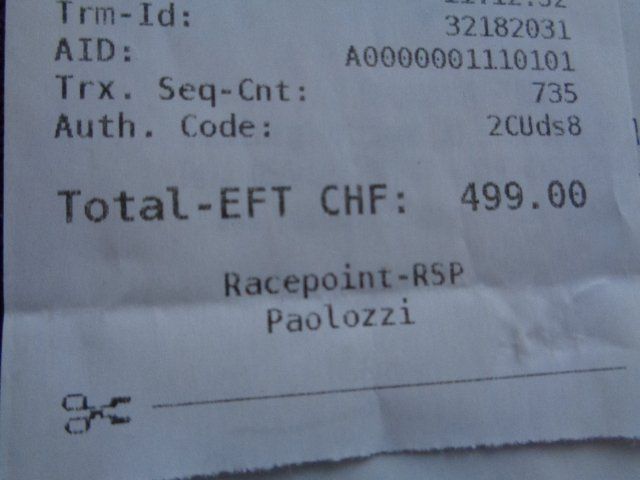 Trm-Id:
32182031
AID:
A0000001110101
Trx. Seq-Cnt:
735
Auth. Code:
2CUds8
Total-EFT CHF: 499.00
Racepoint-RSP
Paolozzi